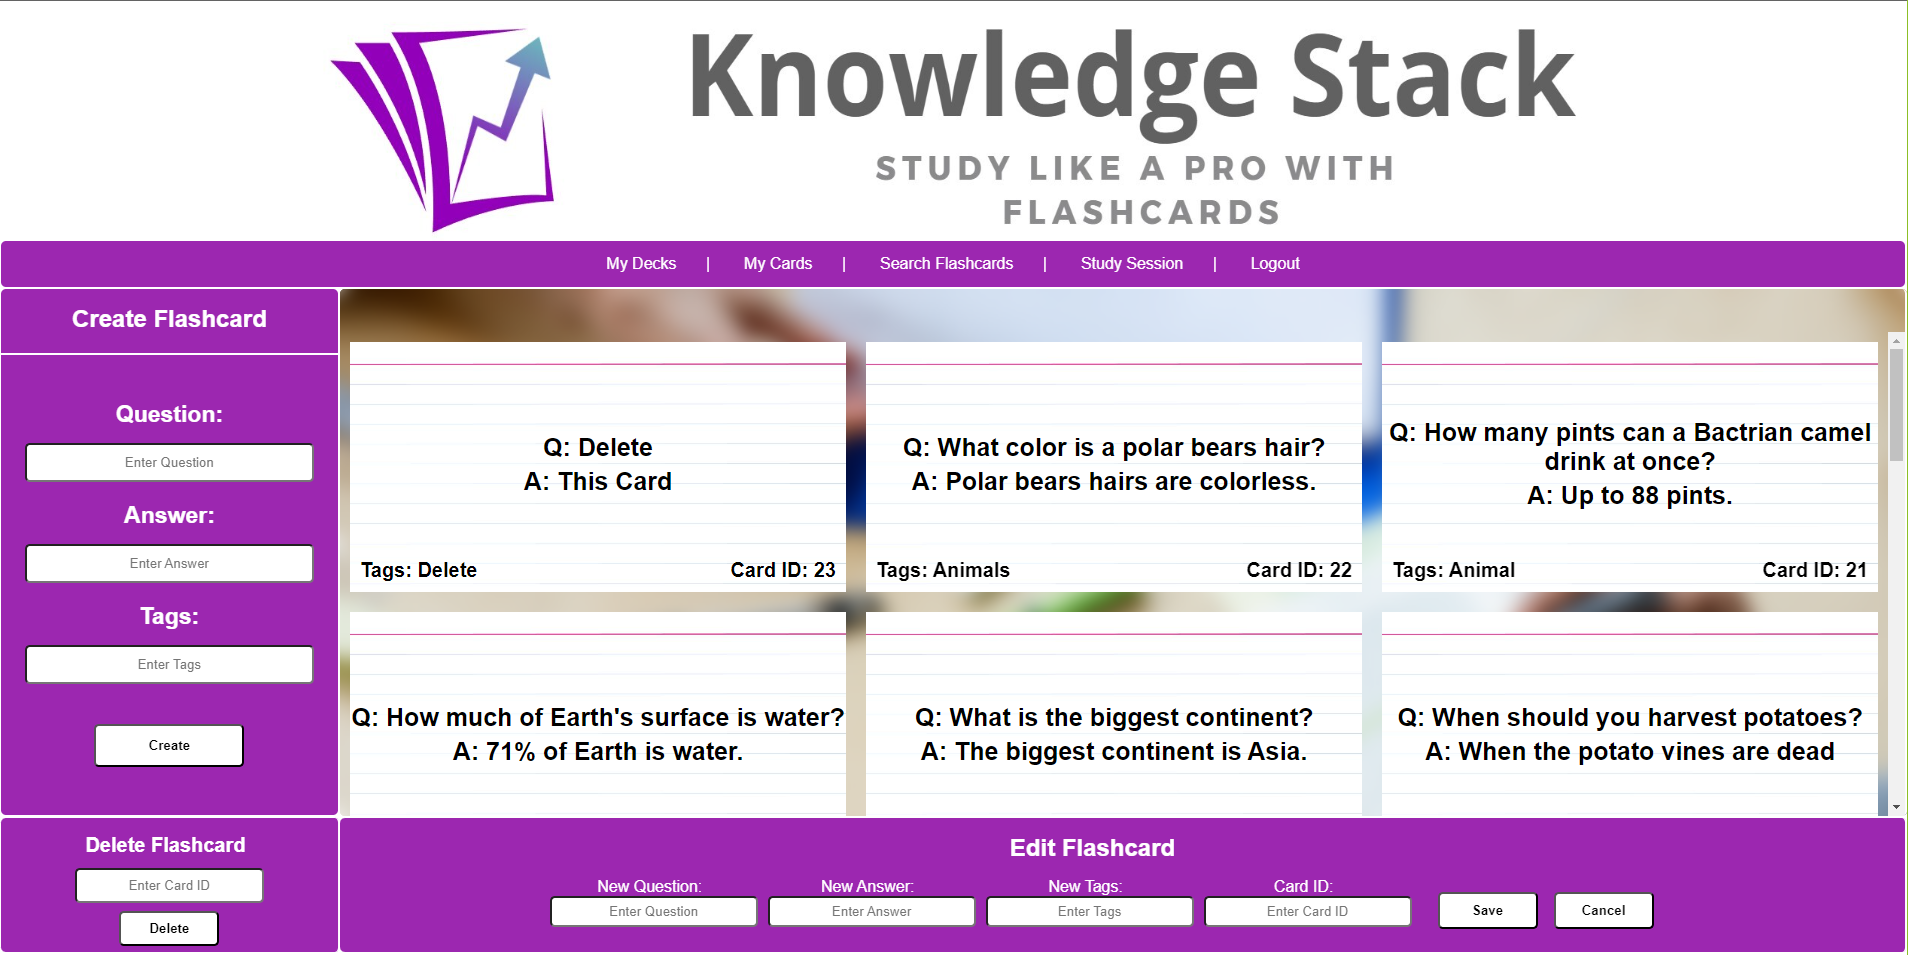 Knowledge Stack
STUDY LIKE A PRO WITH
FLASHCARDS
My Decks | My Cards | Search Flashcards | Study Session | Logout
Create Flashcard
Question:
Enter Question
Answer:
Enter Answer
Tags:
Enter Tags
Create
Q: Delete
A: This Card
Tags: Delete Card ID: 23
Q: What color is a polar bears hair?
A: Polar bears hairs are colorless.
Tags: Animals Card ID: 22
Q: How many pints can a Bactrian camel
drink at once?
A: Up to 88 pints.
Tags: Animal Card ID: 21
Q: How much of Earth's surface is water?
A: 71% of Earth is water.
Q: What is the biggest continent?
A: The biggest continent is Asia.
Q: When should you harvest potatoes?
A: When the potato vines are dead
Delete Flashcard
Enter Card ID
Delete
Edit Flashcard
New Question: New Answer: New Tags: Card ID:
Enter Question Enter Answer Enter Tags Enter Card ID Save Cancel